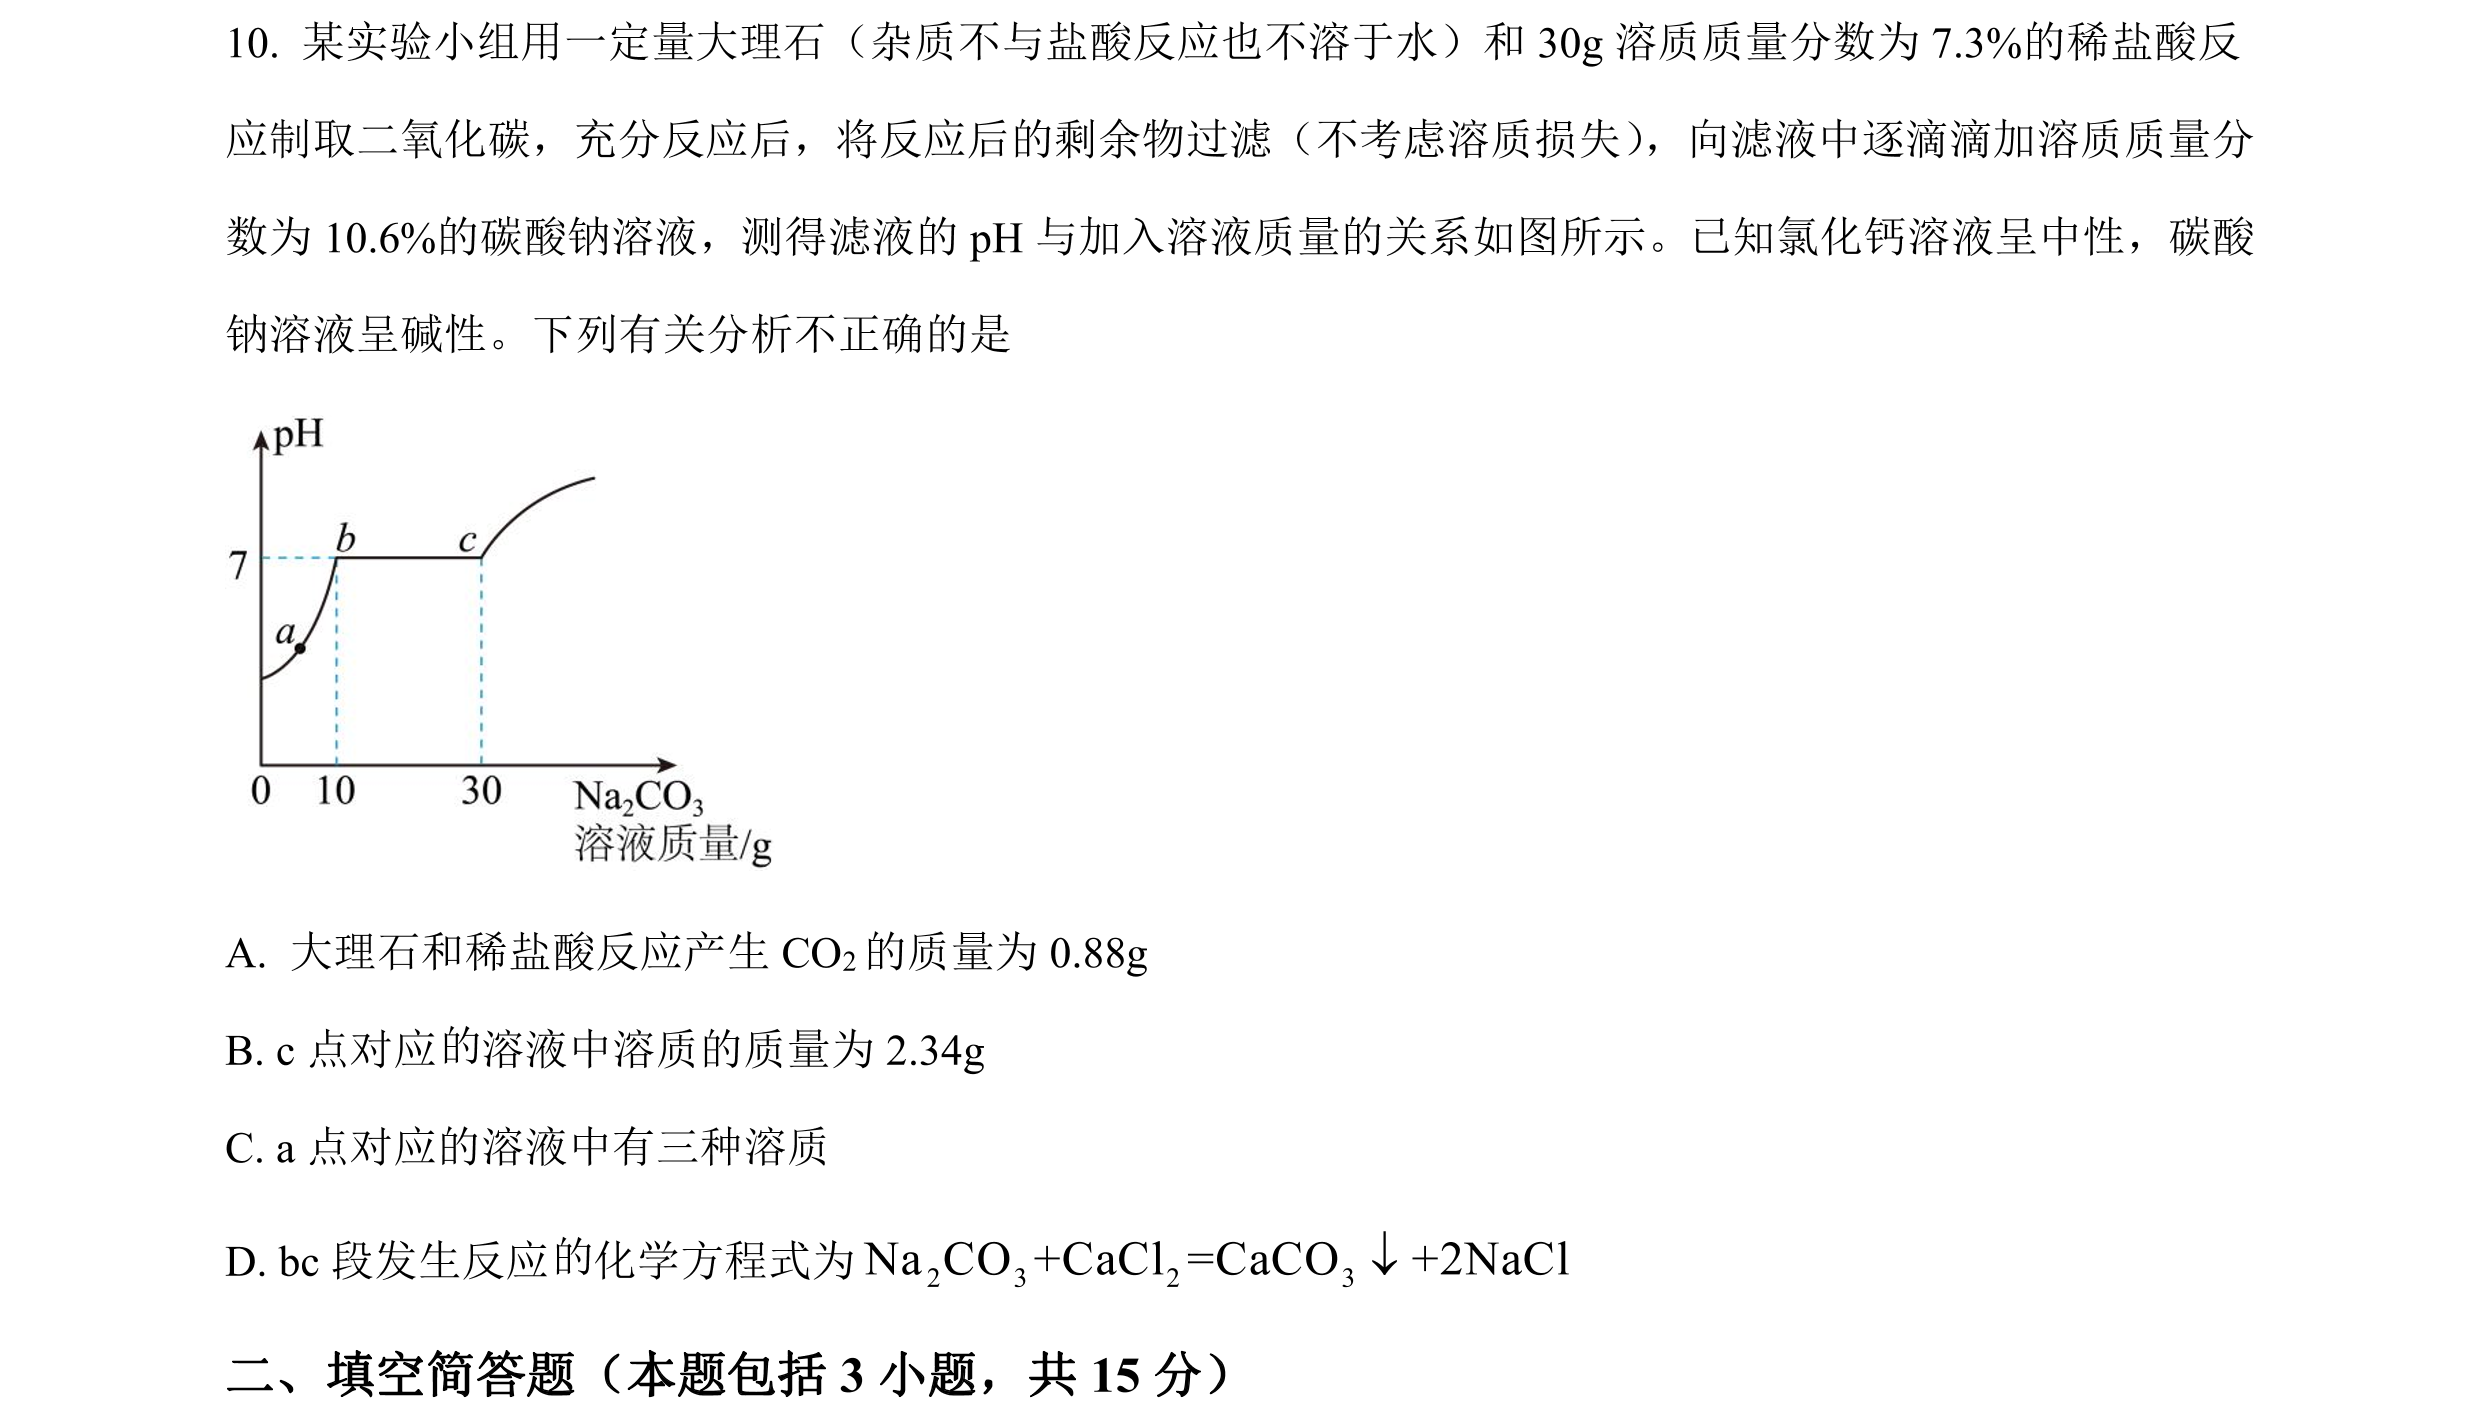 10. 某实验小组用一定量大理石（杂质不与盐酸反应也不溶于水）和 30g 溶质质量分数为 7.3%的稀盐酸反
应制取二氧化碳，充分反应后，将反应后的剩余物过滤（不考虑溶质损失），向滤液中逐滴滴加溶质质量分
数为 10.6%的碳酸钠溶液，测得滤液的 pH 与加入溶液质量的关系如图所示。已知氯化钙溶液呈中性，碳酸
钠溶液呈碱性。下列有关分析不正确的是
pH
b
c
7
a
0 10 30 Na₂CO₃
溶液质量/g
A. 大理石和稀盐酸反应产生 CO₂ 的质量为 0.88g
B. c 点对应的溶液中溶质的质量为 2.34g
C. a 点对应的溶液中有三种溶质
D. bc 段发生反应的化学方程式为 Na₂CO₃+CaCl₂=CaCO₃↓+2NaCl
二、填空简答题（本题包括 3 小题，共 15 分）